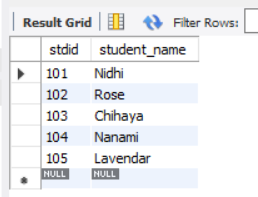 Result Grid Filter Rows:
stdid student_name
101 Nidhi
102 Rose
103 Chihaya
104 Nanami
105 Lavendar
NULL NULL